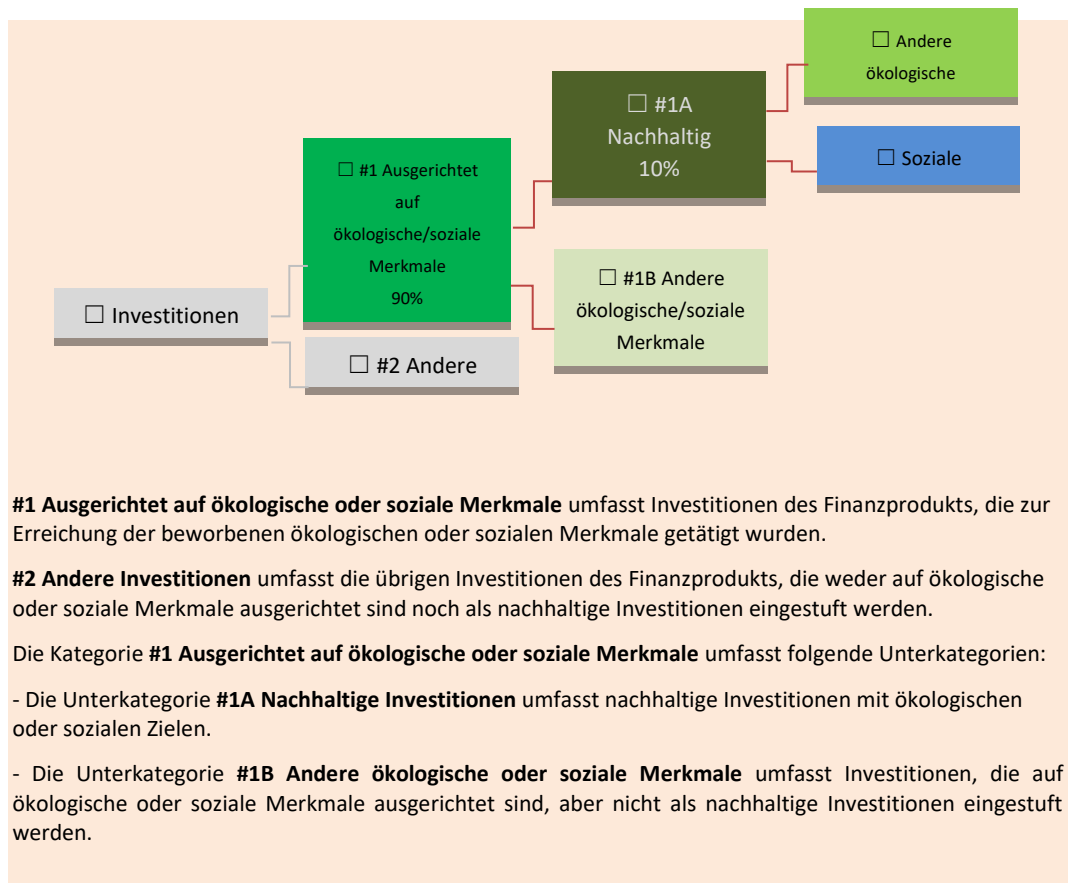 ☐ Andere
ökologische
☐ #1A
Nachhaltig
10%
☐ Soziale
☐ #1 Ausgerichtet
auf
ökologische/soziale
Merkmale
90%
☐ #1B Andere
ökologische/soziale
Merkmale
☐ Investitionen
☐ #2 Andere
#1 Ausgerichtet auf ökologische oder soziale Merkmale umfasst Investitionen des Finanzprodukts, die zur
Erreichung der beworbenen ökologischen oder sozialen Merkmale getätigt wurden.
#2 Andere Investitionen umfasst die übrigen Investitionen des Finanzprodukts, die weder auf ökologische
oder soziale Merkmale ausgerichtet sind noch als nachhaltige Investitionen eingestuft werden.
Die Kategorie #1 Ausgerichtet auf ökologische oder soziale Merkmale umfasst folgende Unterkategorien:
- Die Unterkategorie #1A Nachhaltige Investitionen umfasst nachhaltige Investitionen mit ökologischen
oder sozialen Zielen.
- Die Unterkategorie #1B Andere ökologische oder soziale Merkmale umfasst Investitionen, die auf
ökologische oder soziale Merkmale ausgerichtet sind, aber nicht als nachhaltige Investitionen eingestuft
werden.